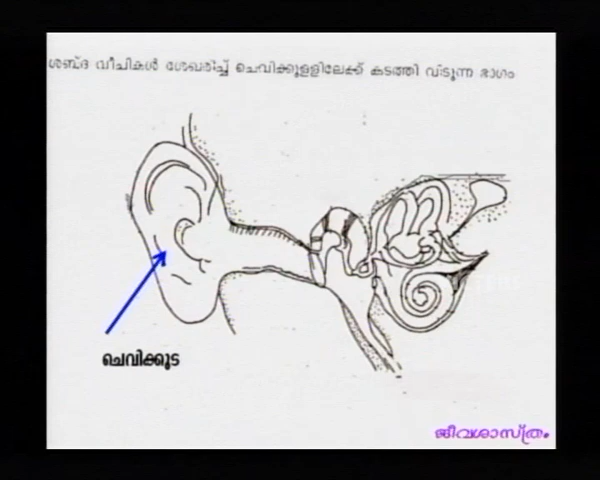 ശബ്ദ വീചികൾ ശേഖരിച്ച് ചെവിക്കുള്ളിലേക്ക് കടത്തി വിടുന്ന ഭാഗം
ചെവിക്കുട
ജീവശാസ്ത്രം